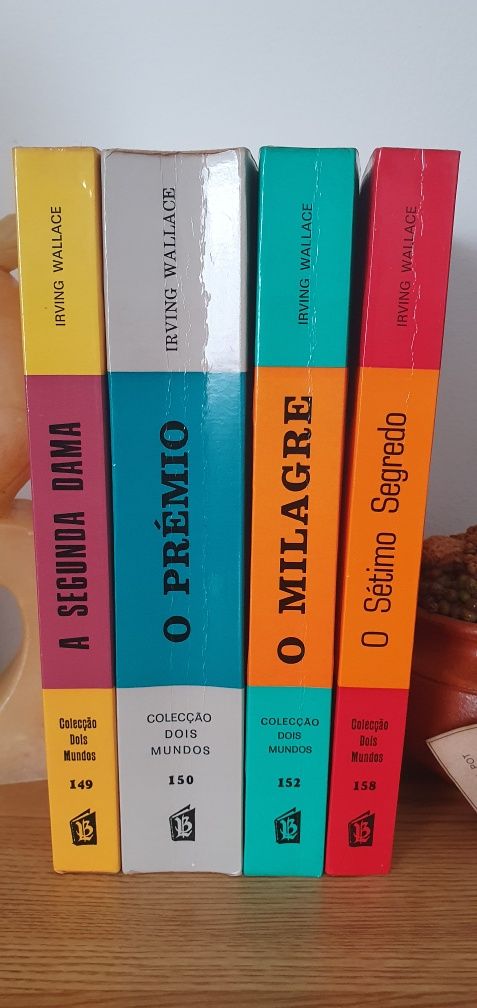 IRVING WALLACE
A SEGUNDA DAMA
Colecção
Dois
Mundos
149
IRVING WALLACE
O PRÉMIO
COLECÇÃO
DOIS
MUNDOS
150
IRVING WALLACE
O MILAGRE
COLECÇÃO
DOIS
MUNDOS
152
IRVING WALLACE
O Sétimo Segredo
Colecção
Dois
Mundos
158
POT